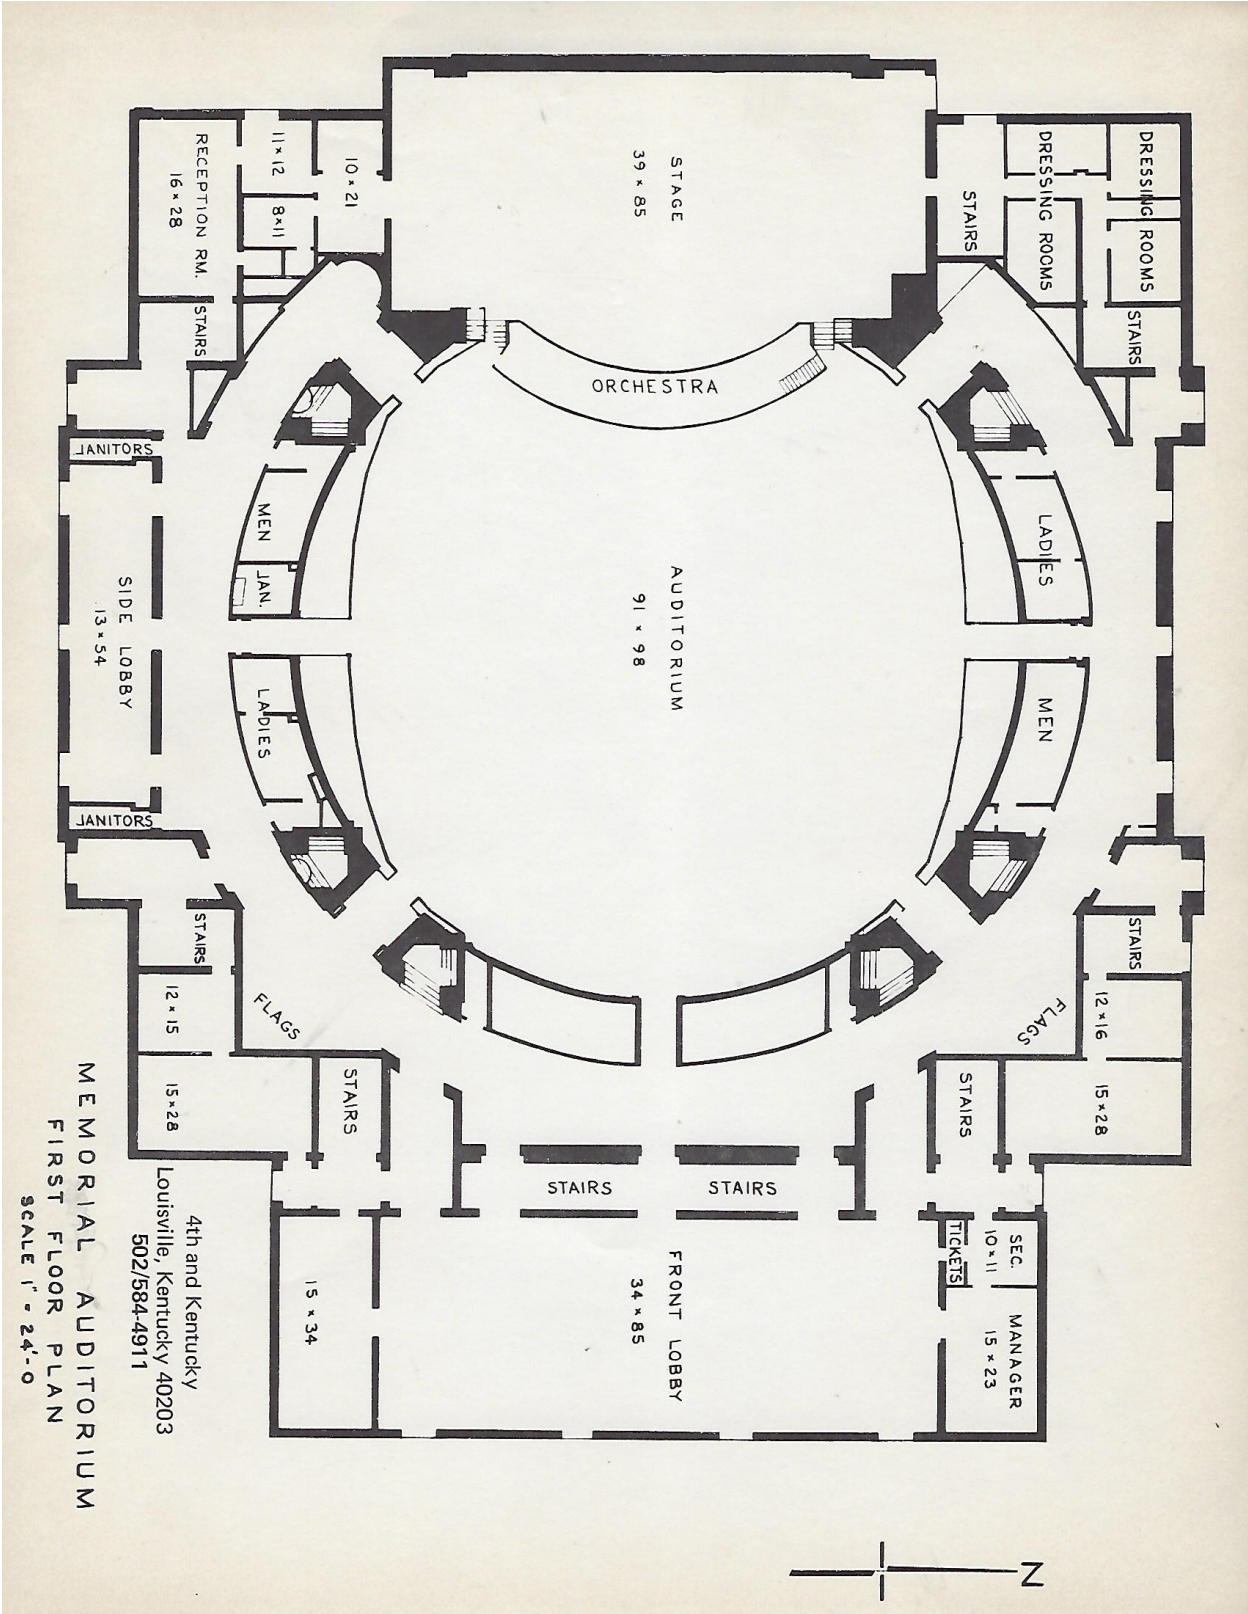 RECEPTION RM.
16 × 28
11 × 12
8 × 11
10 × 21
STAGE
39 × 85
STAIRS
DRESSING ROOMS
DRESSING ROOMS
STAIRS
STAIRS
ORCHESTRA
JANITORS
MEN
JAN.
LADIES
SIDE LOBBY
13 × 54
LADIES
JANITORS
AUDITORIUM
91 × 98
MEN
STAIRS
12 × 15
FLAGS
15 × 28
STAIRS
STAIRS
12 × 16
FLAGS
15 × 28
STAIRS
STAIRS
STAIRS
15 × 34
FRONT LOBBY
34 × 85
TICKETS
SEC.
10 × 11
MANAGER
15 × 23
MEMORIAL AUDITORIUM
FIRST FLOOR PLAN
SCALE 1" = 24'-0
4th and Kentucky
Louisville, Kentucky 40203
502/584-4911
N